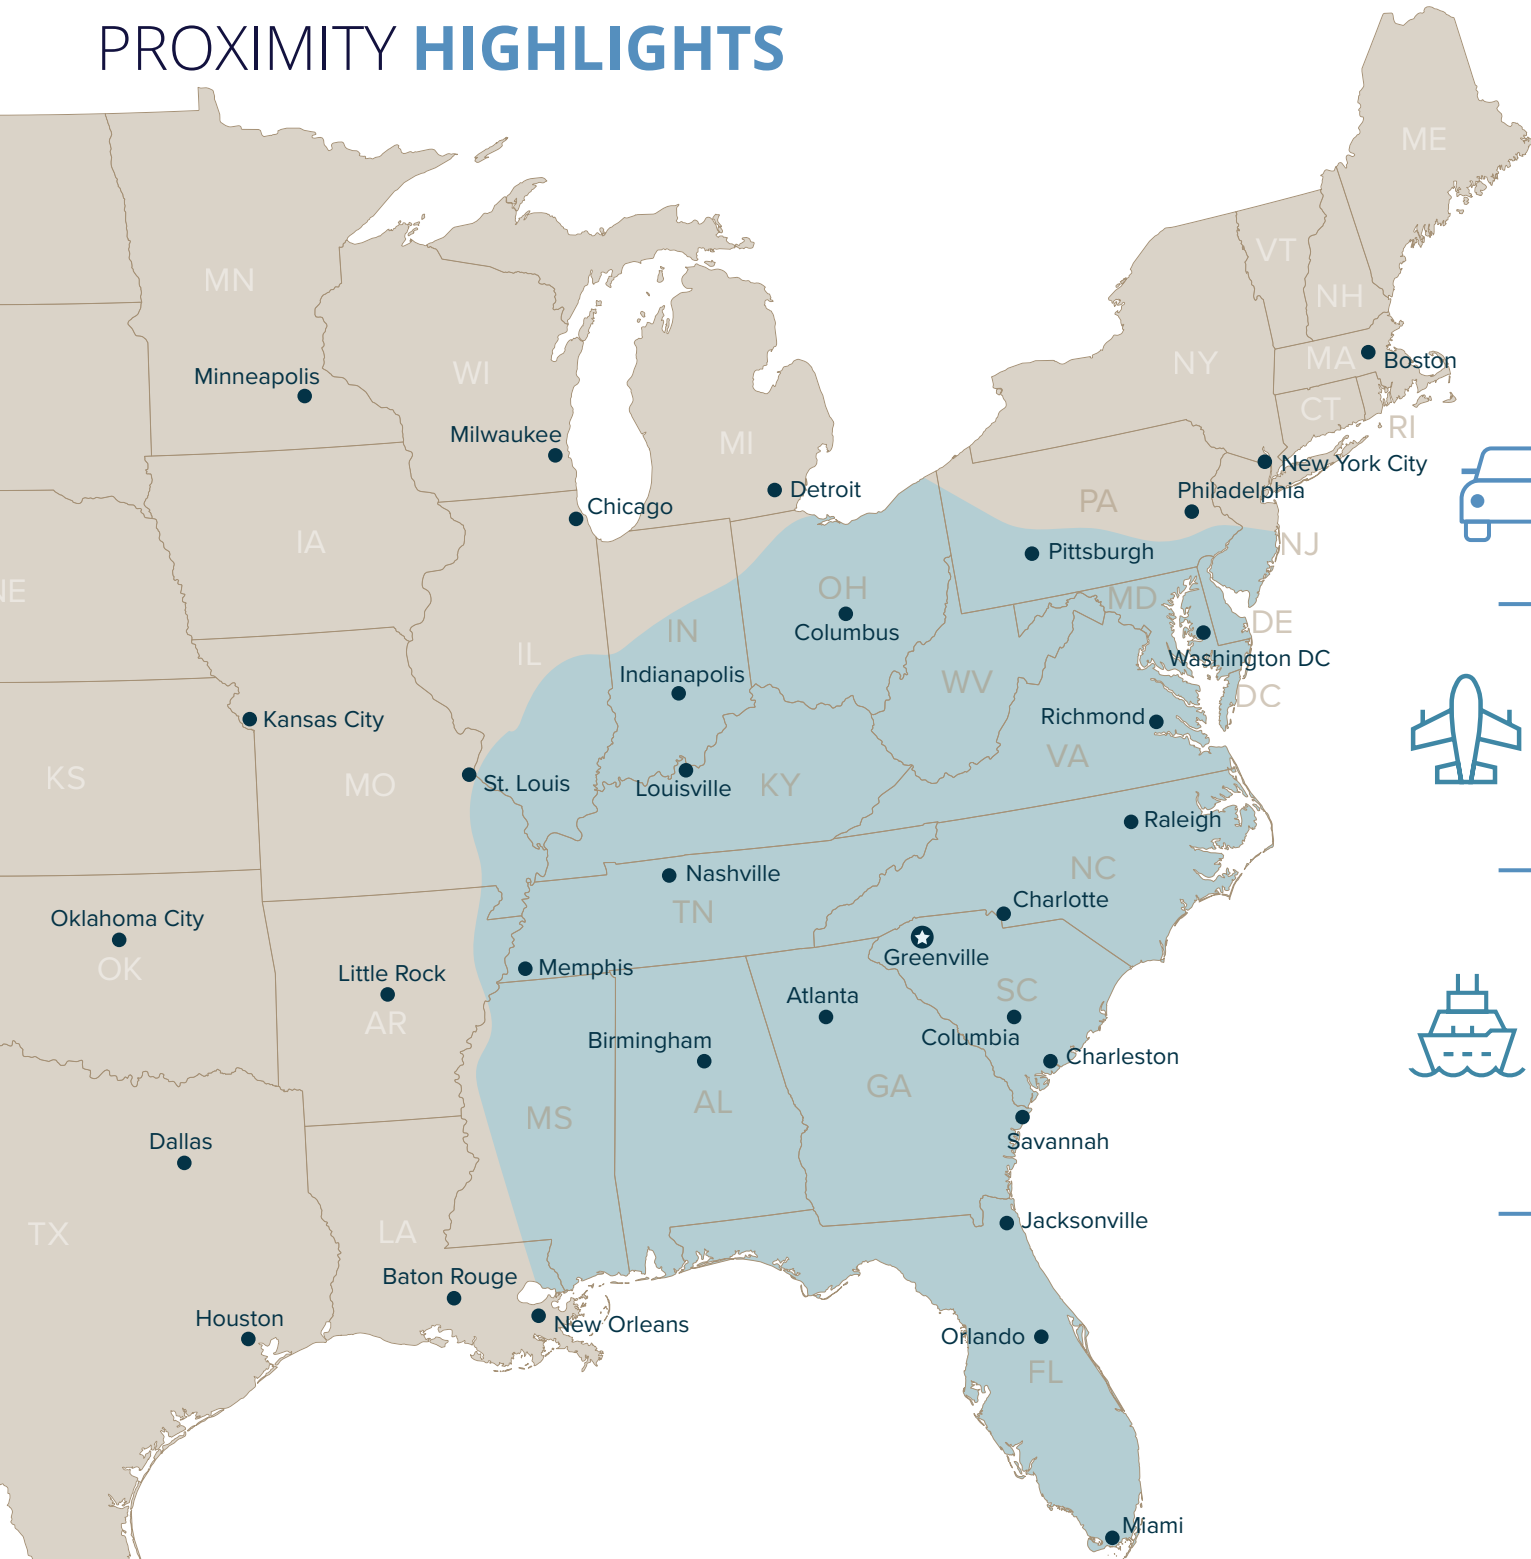 PROXIMITY HIGHLIGHTS
ME
VT
MN
NH
Boston
MA
NY
WI
Minneapolis
CT
RI
Milwaukee
MI
New York City
Detroit
Philadelphia
PA
Chicago
IA
NJ
Pittsburgh
OH
NE
MD
DE
IN
Columbus
IL
Washington DC
Indianapolis
WV
DC
Richmond
Kansas City
VA
KS
MO
St. Louis
Louisville
KY
Raleigh
NC
Nashville
Charlotte
TN
Oklahoma City
Greenville
OK
Little Rock
Memphis
SC
Atlanta
AR
Columbia
Birmingham
Charleston
GA
AL
MS
Dallas
Savannah
Jacksonville
TX
LA
Baton Rouge
Houston
New Orleans
Orlando
FL
Miami